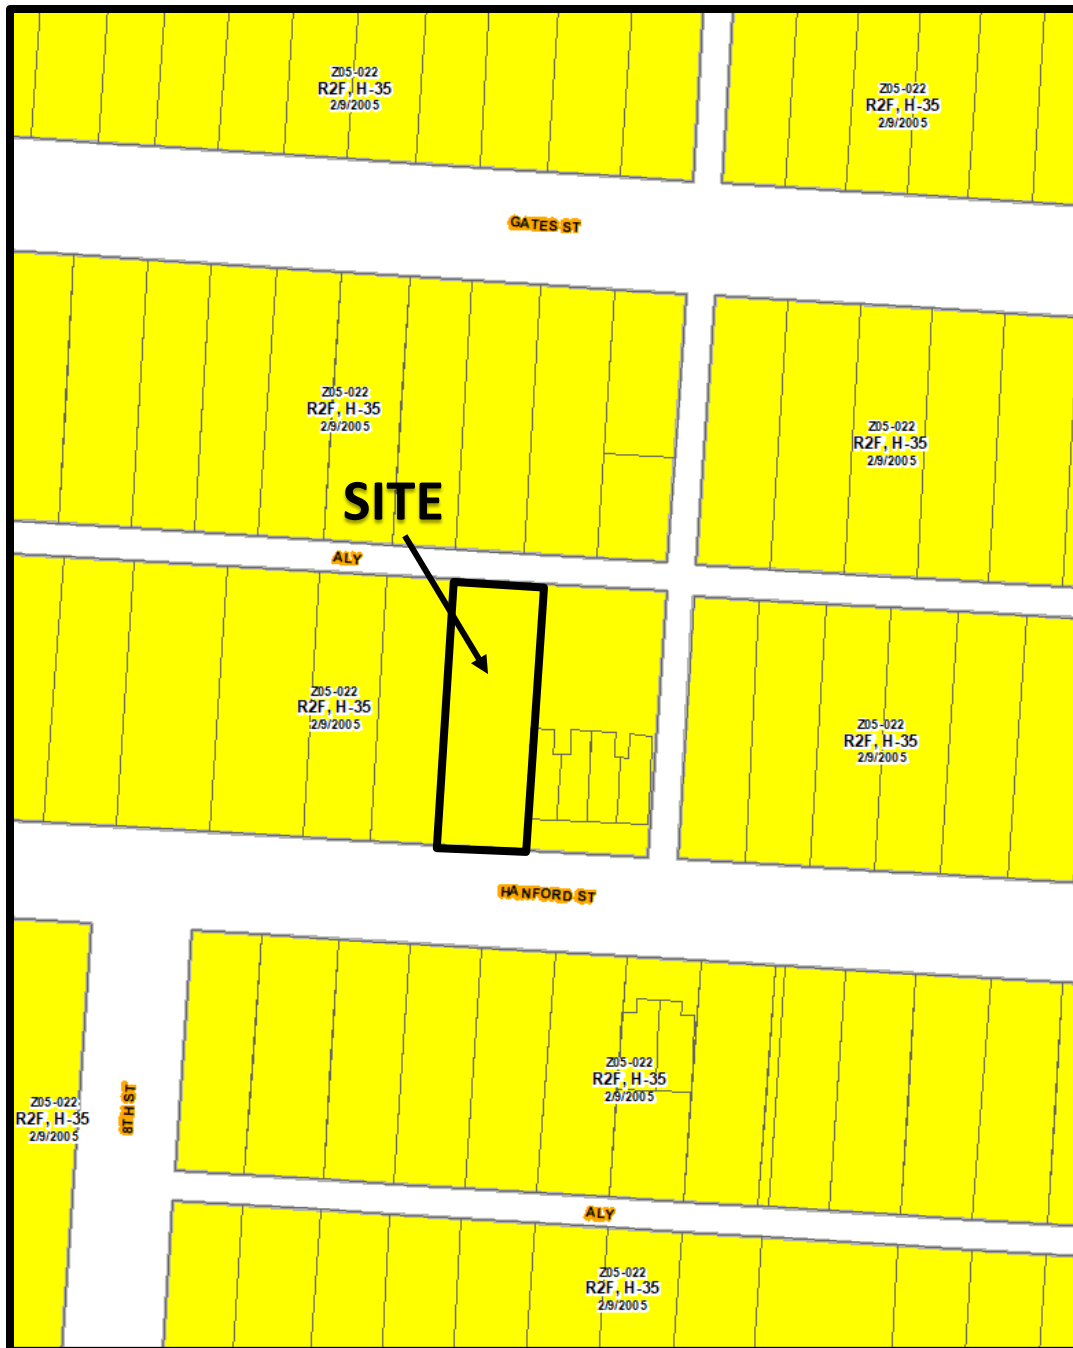 Z05-022
R2F, H-35
2/9/2005
Z05-022
R2F, H-35
2/9/2005
GATES ST
Z05-022
R2F, H-35
2/9/2005
Z05-022
R2F, H-35
2/9/2005
SITE
ALY
Z05-022
R2F, H-35
2/9/2005
Z05-022
R2F, H-35
2/9/2005
HANFORD ST
Z05-022
R2F, H-35
2/9/2005
8TH ST
Z05-022
R2F, H-35
2/9/2005
ALY
Z05-022
R2F, H-35
2/9/2005